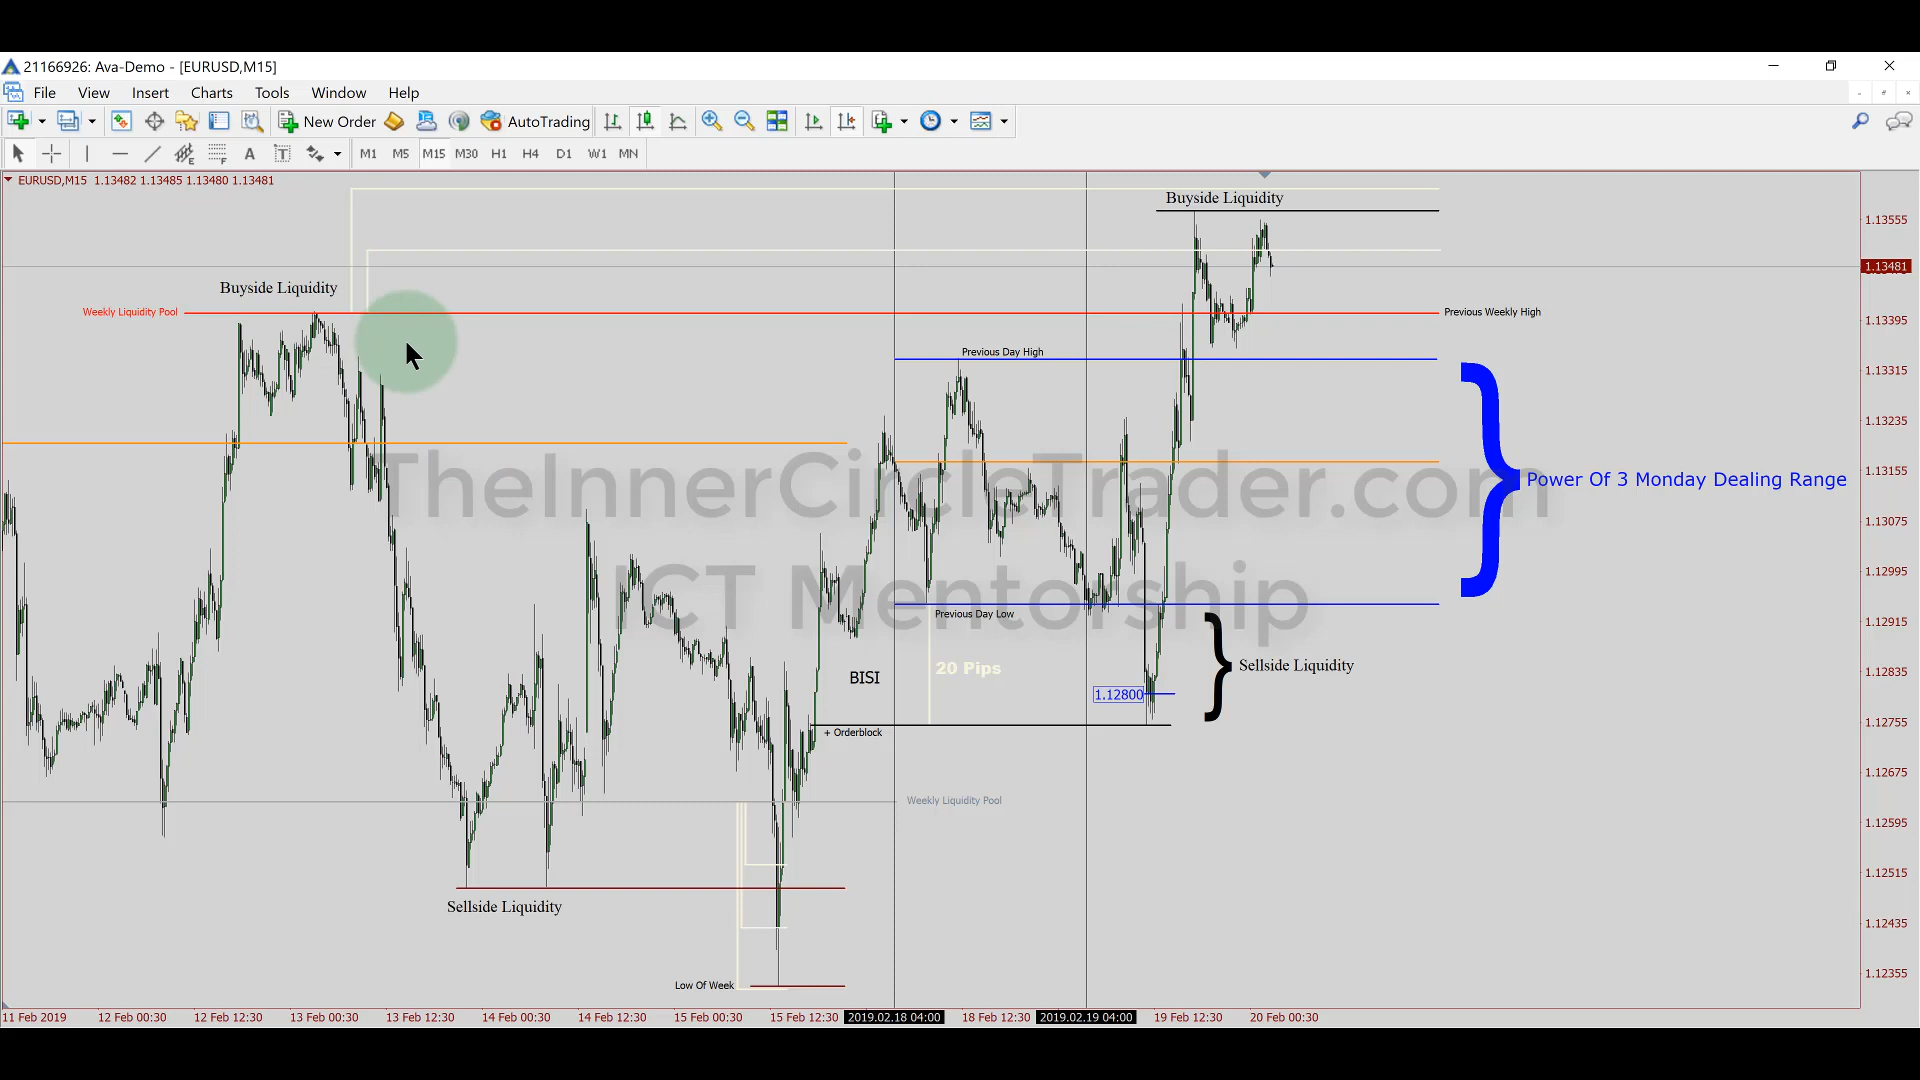 21166926: Ava-Demo - [EURUSD,M15]
File View Insert Charts Tools Window Help
New Order AutoTrading
A T M1 M5 M15 M30 H1 H4 D1 W1 MN
EURUSD,M15 1.13482 1.13485 1.13480 1.13481
Buyside Liquidity
1.13555
1.13481
Buyside Liquidity
Weekly Liquidity Pool
Previous Weekly High
1.13395
Previous Day High
1.13315
1.13235
TheInnerCircleTrader.com
Power Of 3 Monday Dealing Range
1.13155
1.13075
1.12995
ICT Mentorship
Previous Day Low
1.12915
BISI
20 Pips
Sellside Liquidity
1.12835
1.12800
1.12755
+ Orderblock
1.12675
Weekly Liquidity Pool
1.12595
1.12515
Sellside Liquidity
1.12435
1.12355
Low Of Week
11 Feb 2019 12 Feb 00:30 12 Feb 12:30 13 Feb 00:30 13 Feb 12:30 14 Feb 00:30 14 Feb 12:30 15 Feb 00:30 15 Feb 12:30 2019.02.18 04:00 18 Feb 12:30 2019.02.19 04:00 19 Feb 12:30 20 Feb 00:30